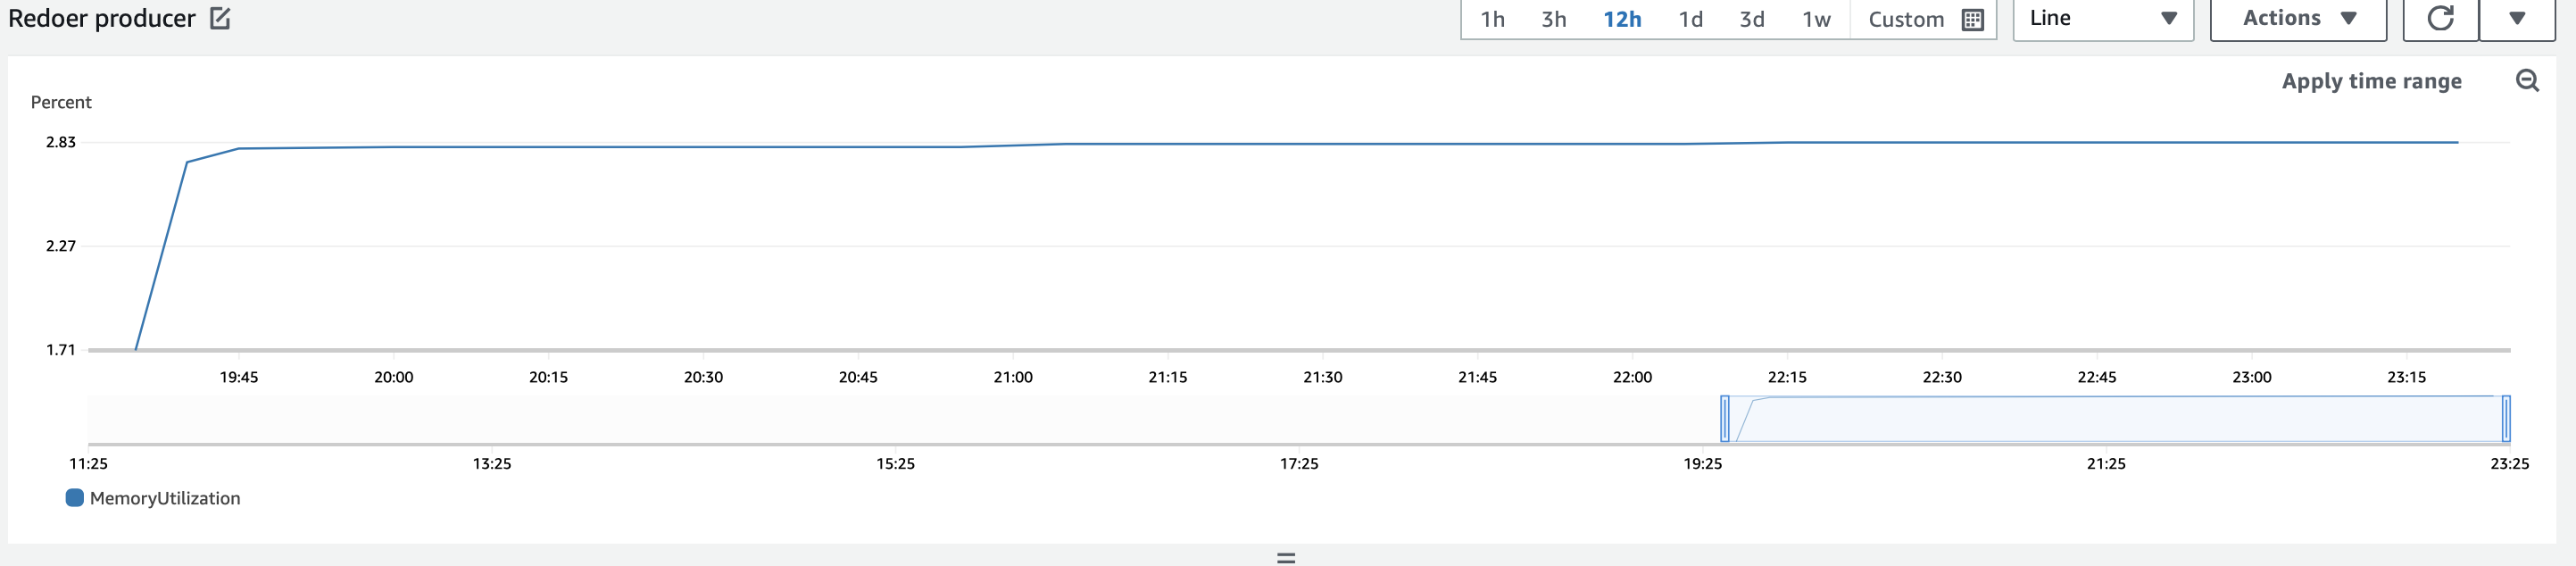 Redoer producer
1h 3h 12h 1d 3d 1w Custom Line Actions
Apply time range
Percent
2.83
2.27
1.71
19:45 20:00 20:15 20:30 20:45 21:00 21:15 21:30 21:45 22:00 22:15 22:30 22:45 23:00 23:15
11:25 13:25 15:25 17:25 19:25 21:25 23:25
MemoryUtilization